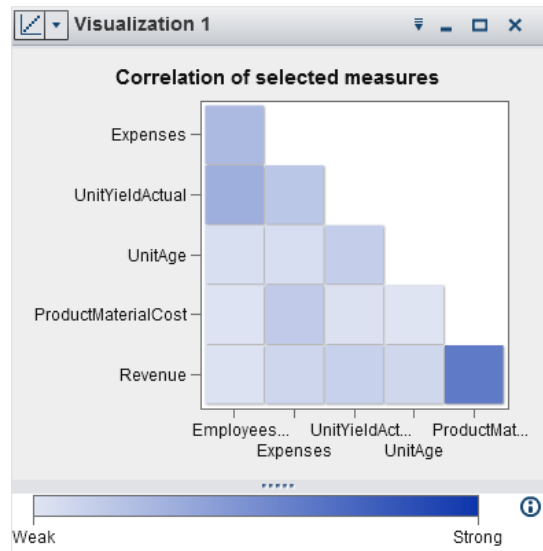 Visualization 1
Correlation of selected measures
Expenses
UnitYieldActual
UnitAge
ProductMaterialCost
Revenue
Employees... UnitYieldAct... ProductMat...
Expenses UnitAge
Weak Strong